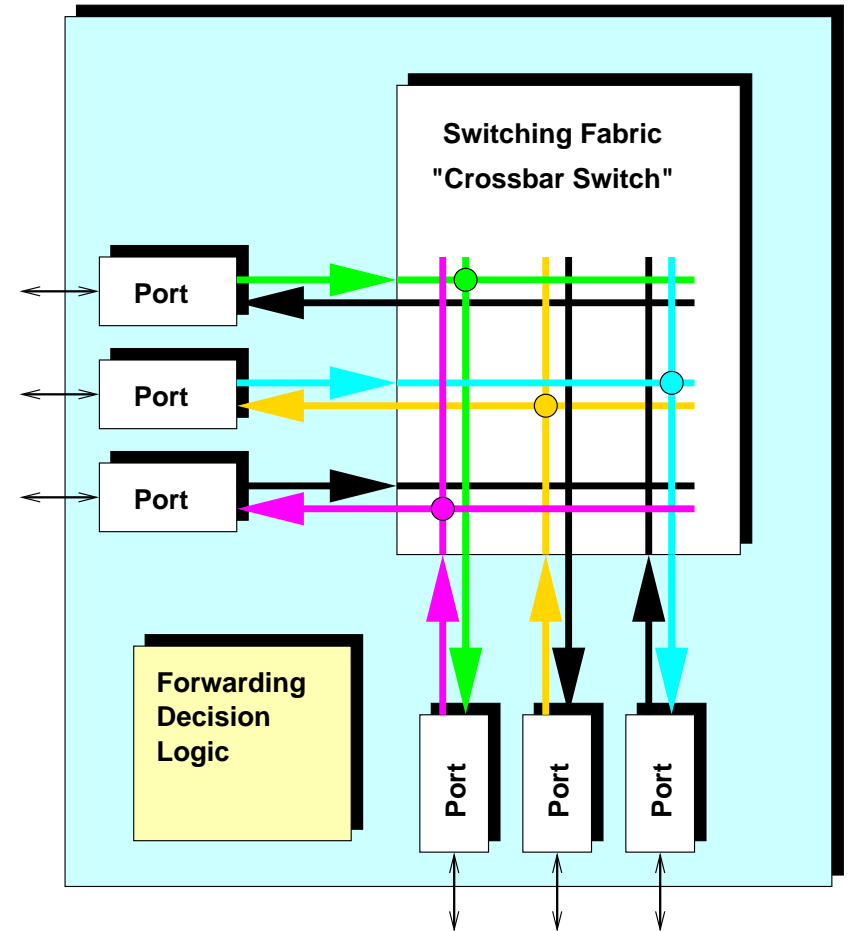 Switching Fabric
"Crossbar Switch"
Port
Port
Port
Forwarding
Decision
Logic
Port
Port
Port